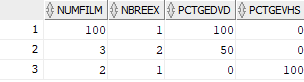 NUMFILM NBREEX PCTGEDVD PCTGEVHS
1 100 1 100 0
2 3 2 50 0
3 2 1 0 100